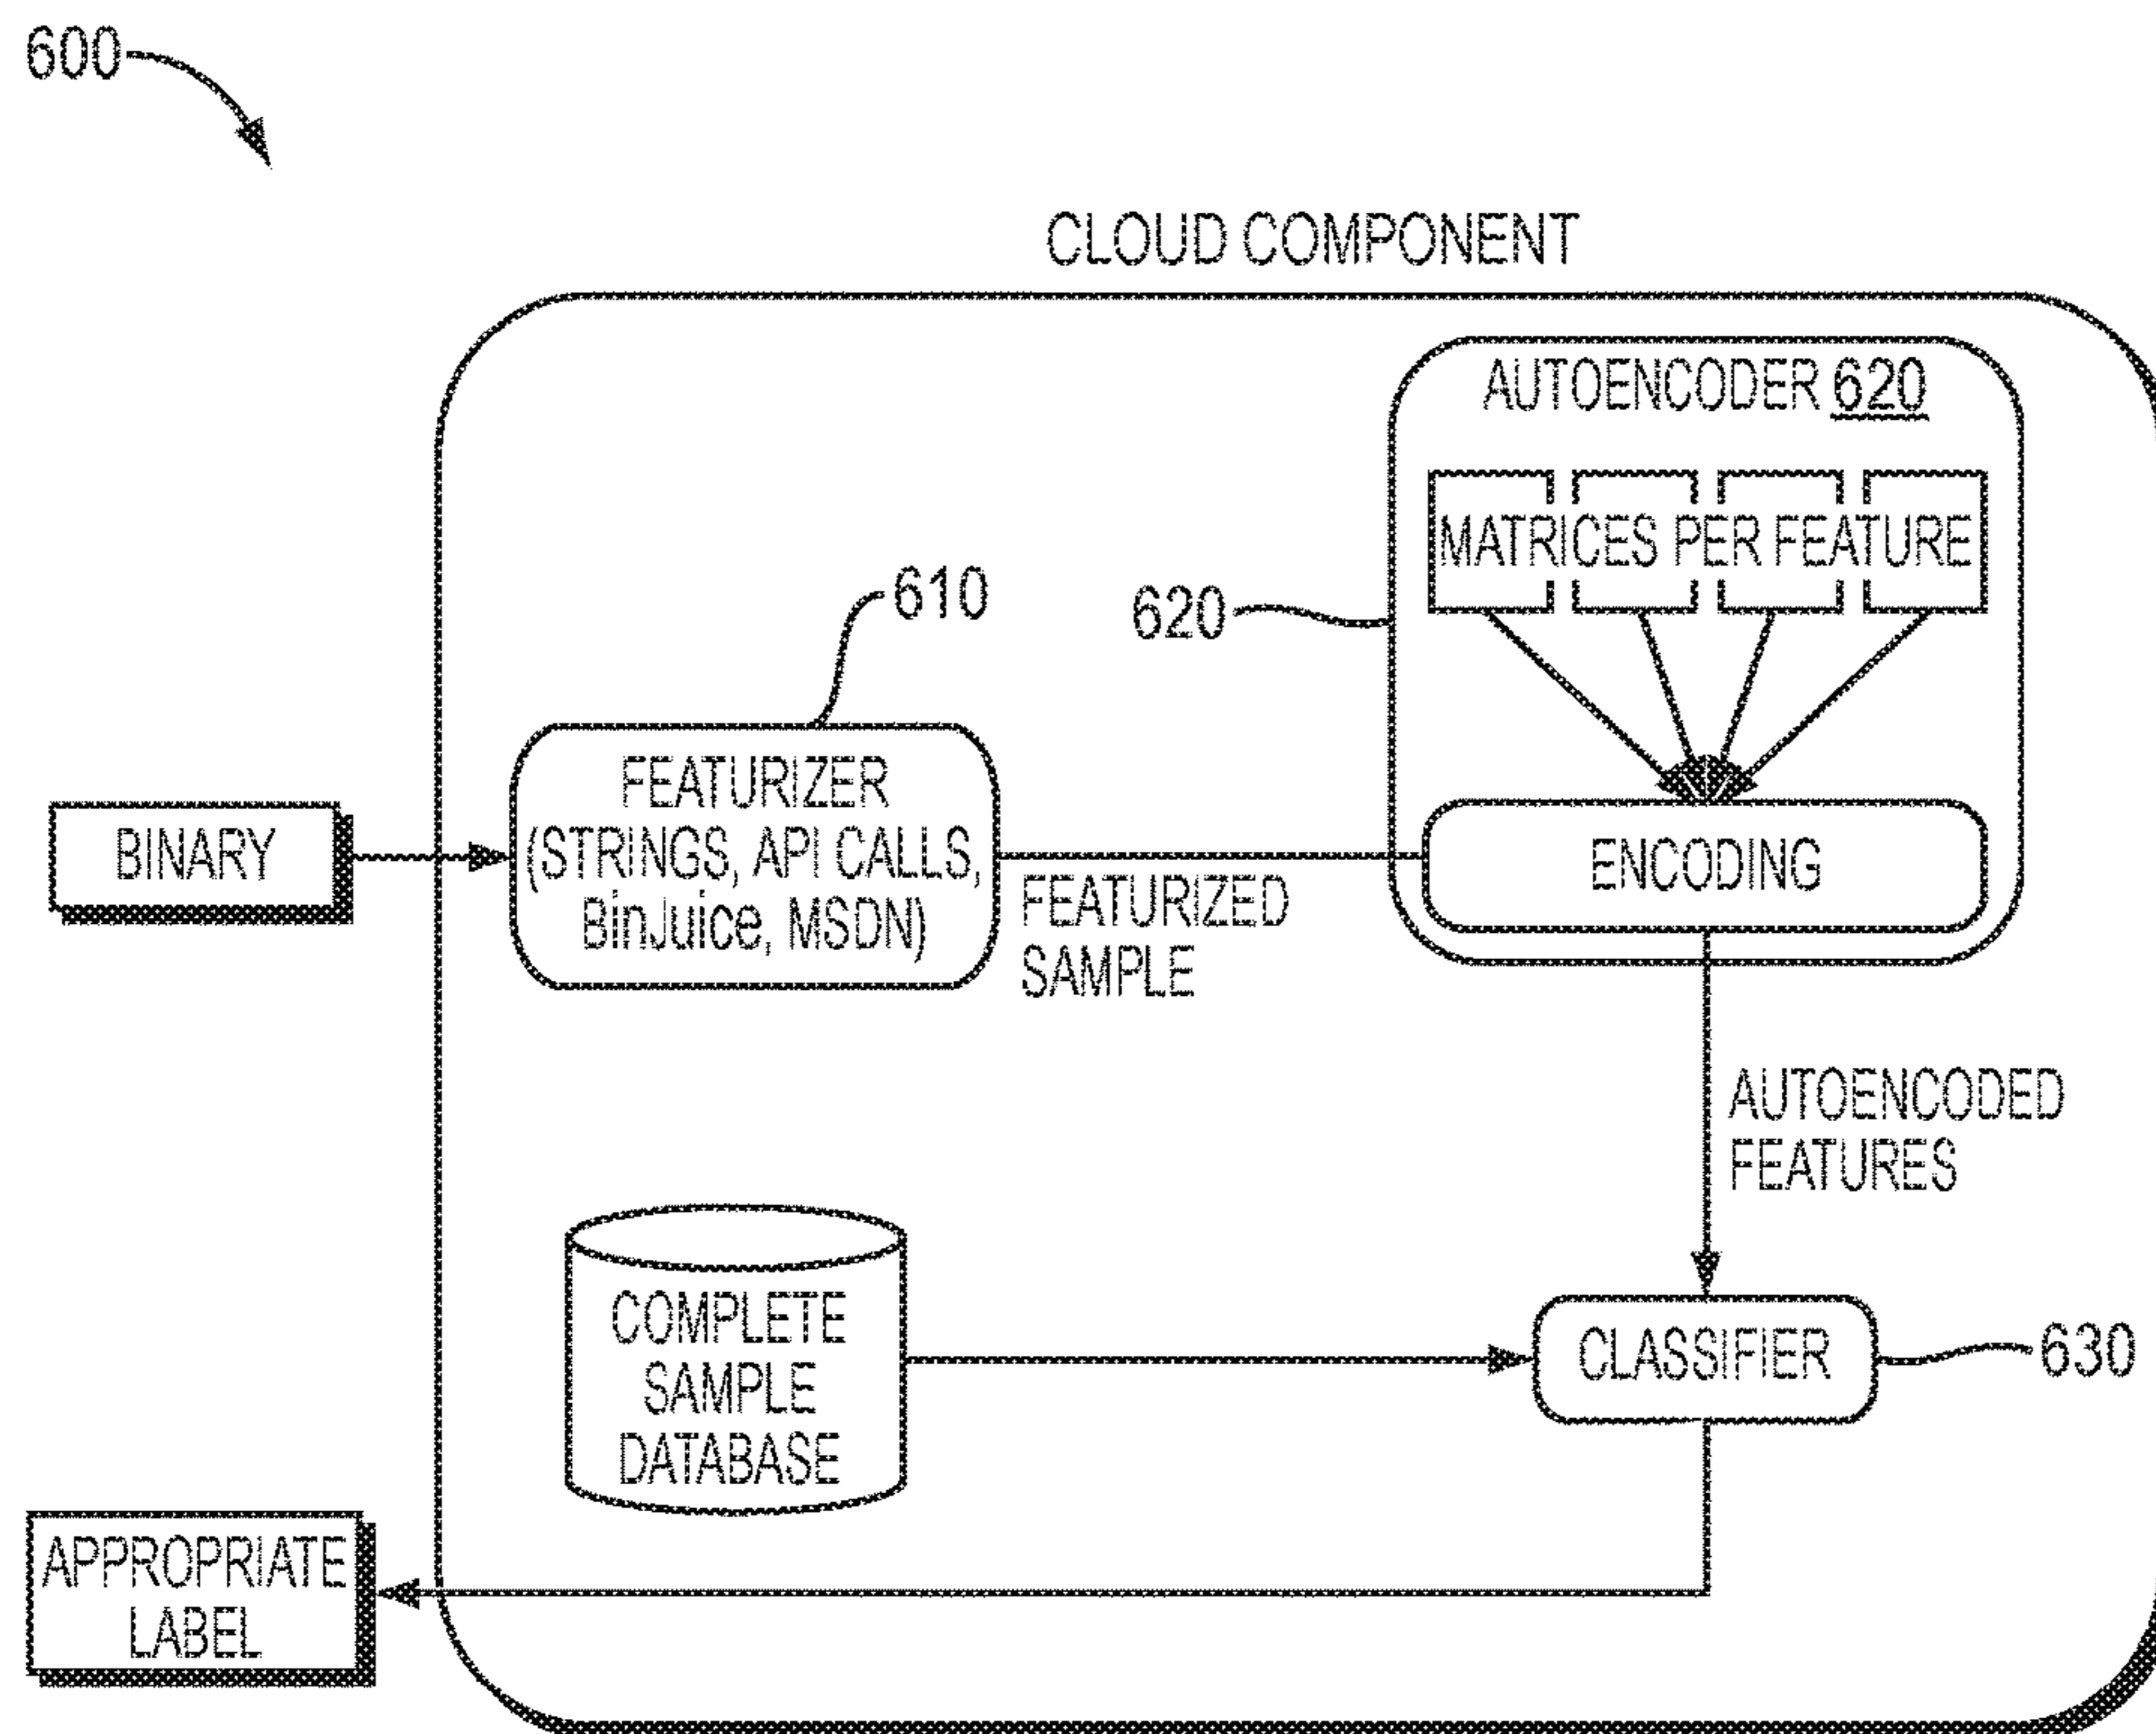 600
CLOUD COMPONENT
AUTOENCODER 620
MATRICES PER FEATURE
610
620
FEATURIZER
(STRINGS, API CALLS,
BinJuice, MSDN)
BINARY
ENCODING
FEATURIZED
SAMPLE
AUTOENCODED
FEATURES
COMPLETE
SAMPLE
DATABASE
CLASSIFIER
630
APPROPRIATE
LABEL